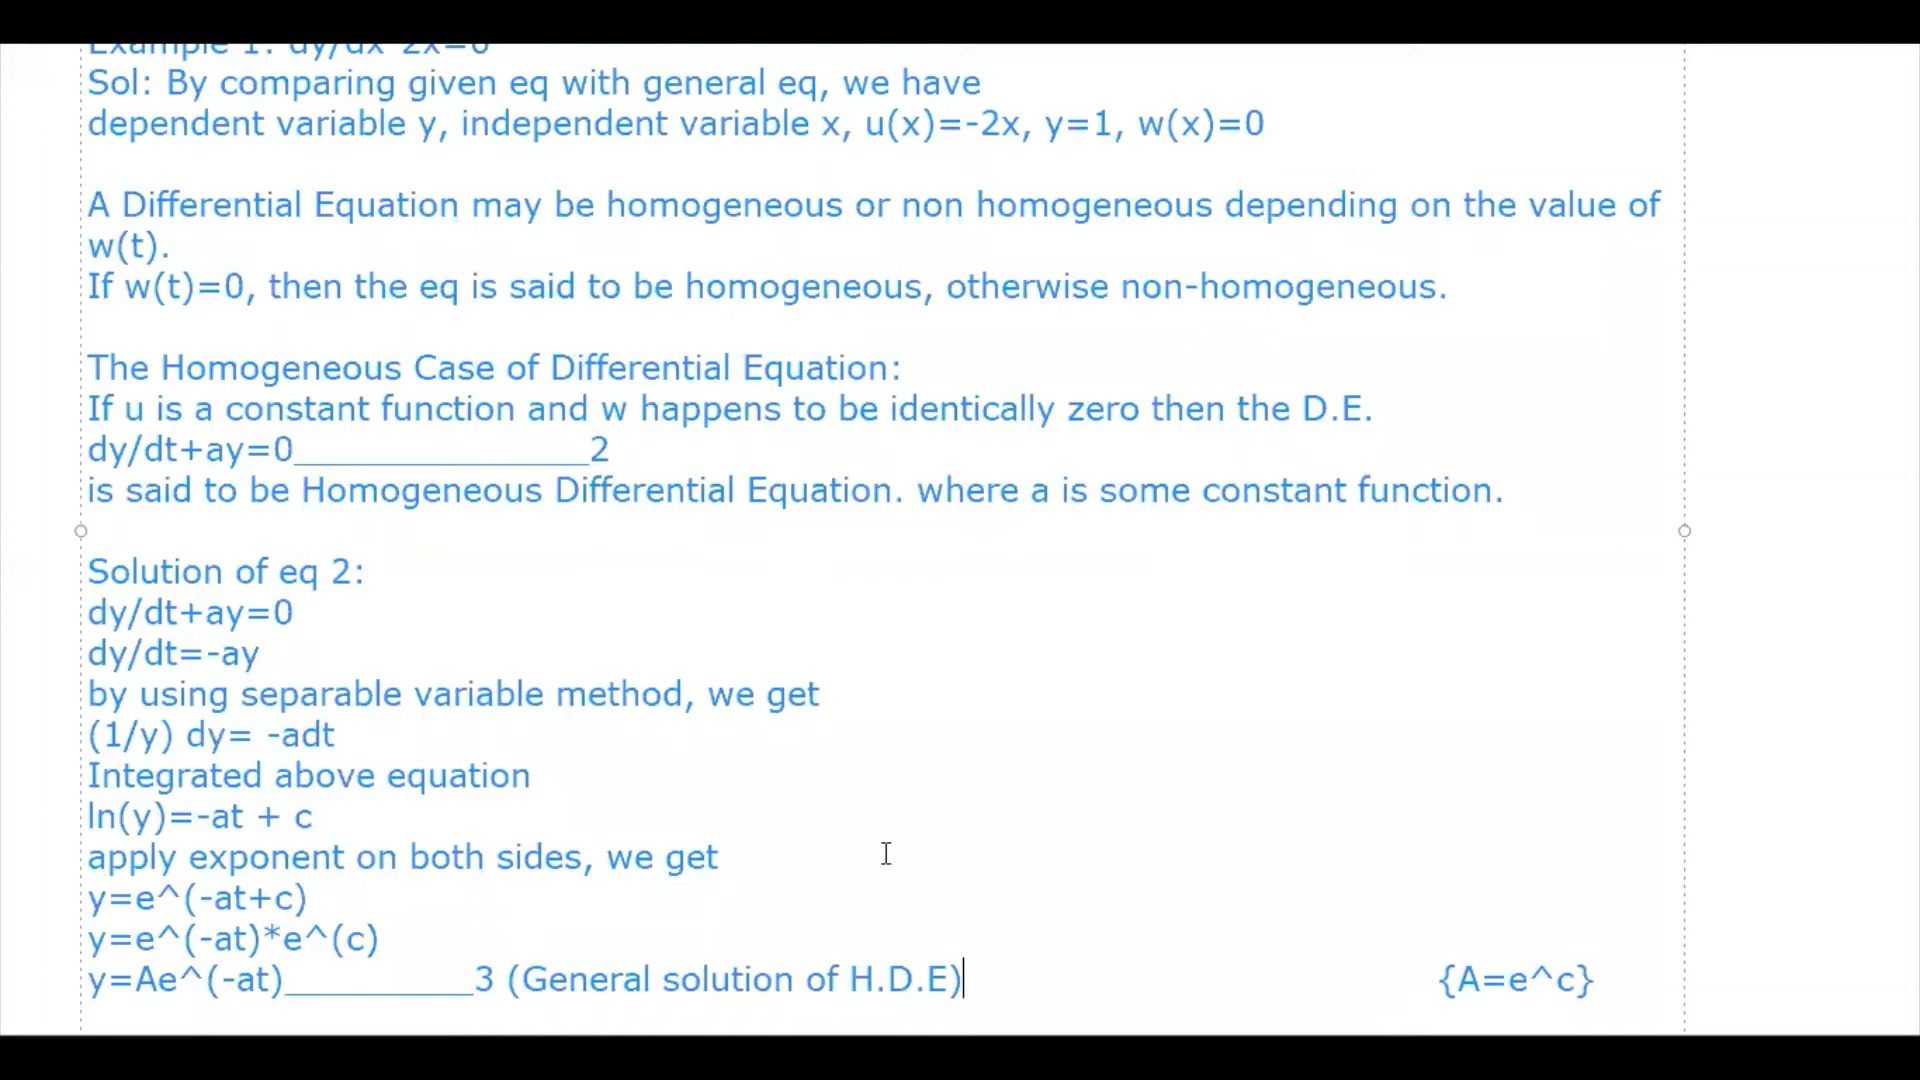 Example 1: dy/dx-2x=0
Sol: By comparing given eq with general eq, we have
dependent variable y, independent variable x, u(x)=-2x, y=1, w(x)=0
A Differential Equation may be homogeneous or non homogeneous depending on the value of
w(t).
If w(t)=0, then the eq is said to be homogeneous, otherwise non-homogeneous.
The Homogeneous Case of Differential Equation:
If u is a constant function and w happens to be identically zero then the D.E.
dy/dt+ay=0_______________2
is said to be Homogeneous Differential Equation. where a is some constant function.
Solution of eq 2:
dy/dt+ay=0
dy/dt=-ay
by using separable variable method, we get
(1/y) dy= -adt
Integrated above equation
ln(y)=-at + c
apply exponent on both sides, we get
y=e^(-at+c)
y=e^(-at)*e^(c)
y=Ae^(-at)__________3 (General solution of H.D.E) {A=e^c}